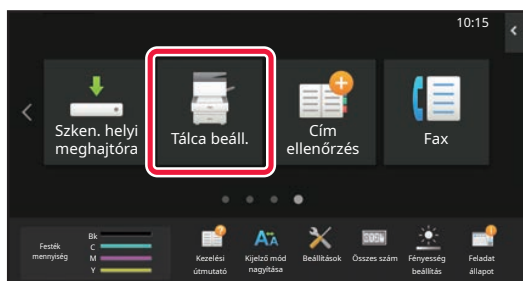 10:15
Szken. helyi
meghajtóra
Tálca beáll.
Cím
ellenőrzés
Fax
Festék
mennyiség
Bk
C
M
Y
Kezelési
útmutató
Kijelző mód
nagyítása
Beállítások
Összes szám
Fényesség
beállítás
Feladat
állapot